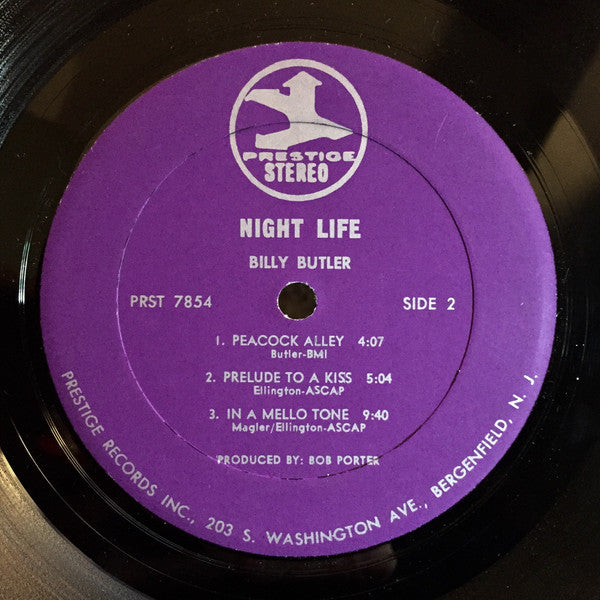 PRESTIGE
STEREO
NIGHT LIFE
BILLY BUTLER
PRST 7854
SIDE 2
1. PEACOCK ALLEY 4:07
Butler-BMI
2. PRELUDE TO A KISS 5:04
Ellington-ASCAP
3. IN A MELLO TONE 9:40
Magler/Ellington-ASCAP
PRODUCED BY: BOB PORTER
PRESTIGE RECORDS INC., 203 S. WASHINGTON AVE., BERGENFIELD, N. J.